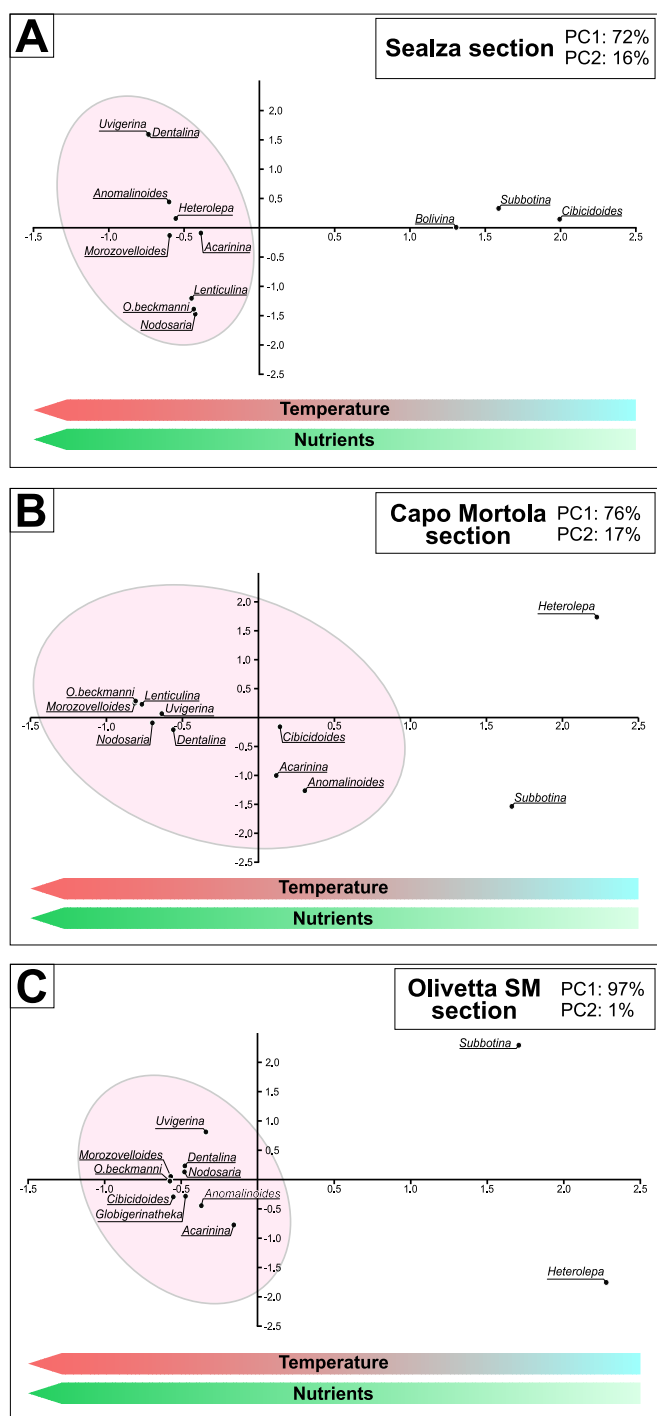 A
Sealza section
PC1: 72%
PC2: 16%
2.0
Uvigerina
Dentalina
1.5
1.0
Anomalinoides
0.5
Subbotina
Heterolepa
Bolivina
Cibicidoides
-1.5
-1.0
-0.5
0.5
1.0
1.5
2.0
2.5
Morozovelloides
Acarinina
-0.5
-1.0
Lenticulina
O.beckmanni
-1.5
Nodosaria
-2.0
-2.5
Temperature
Nutrients
B
Capo Mortola
section
PC1: 76%
PC2: 17%
2.0
Heterolepa
1.5
1.0
O.beckmanni
Lenticulina
0.5
Morozovelloides
Uvigerina
-1.5
-1.0
-0.5
0.5
1.0
1.5
2.0
2.5
Nodosaria
Dentalina
Cibicidoides
-0.5
-1.0
Acarinina
Anomalinoides
-1.5
Subbotina
-2.0
-2.5
Temperature
Nutrients
C
Olivetta SM
section
PC1: 97%
PC2: 1%
Subbotina
2.0
1.5
Uvigerina
1.0
Morozovelloides
Dentalina
0.5
O.beckmanni
Nodosaria
-1.5
-1.0
-0.5
0.5
1.0
1.5
2.0
2.5
Cibicidoides
Anomalinoides
Globigerinatheka
-0.5
Acarinina
-1.0
Heterolepa
-1.5
-2.0
-2.5
Temperature
Nutrients